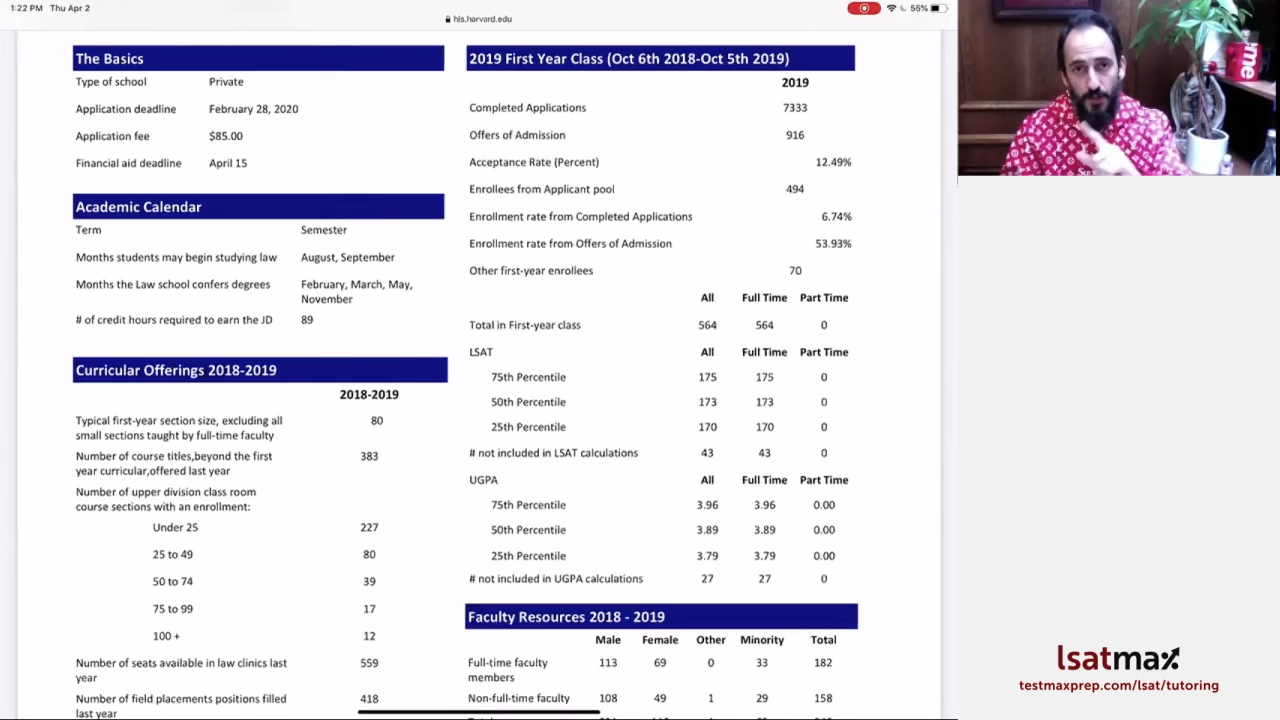 1:22 PM Thu Apr 2
55%
hls.harvard.edu
The Basics
Type of school Private
Application deadline February 28, 2020
Application fee $85.00
Financial aid deadline April 15
Academic Calendar
Term Semester
Months students may begin studying law August, September
Months the Law school confers degrees February, March, May,
November
# of credit hours required to earn the JD 89
Curricular Offerings 2018-2019
2018-2019
Typical first-year section size, excluding all 80
small sections taught by full-time faculty
Number of course titles,beyond the first 383
year curricular,offered last year
Number of upper division class room
course sections with an enrollment:
Under 25 227
25 to 49 80
50 to 74 39
75 to 99 17
100 + 12
Number of seats available in law clinics last 559
year
Number of field placements positions filled 418
last year
2019 First Year Class (Oct 6th 2018-Oct 5th 2019)
2019
Completed Applications 7333
Offers of Admission 916
Acceptance Rate (Percent) 12.49%
Enrollees from Applicant pool 494
Enrollment rate from Completed Applications 6.74%
Enrollment rate from Offers of Admission 53.93%
Other first-year enrollees 70
All Full Time Part Time
Total in First-year class 564 564 0
LSAT All Full Time Part Time
75th Percentile 175 175 0
50th Percentile 173 173 0
25th Percentile 170 170 0
# not included in LSAT calculations 43 43 0
UGPA All Full Time Part Time
75th Percentile 3.96 3.96 0.00
50th Percentile 3.89 3.89 0.00
25th Percentile 3.79 3.79 0.00
# not included in UGPA calculations 27 27 0
Faculty Resources 2018 - 2019
Male Female Other Minority Total
Full-time faculty 113 69 0 33 182
members
Non-full-time faculty 108 49 1 29 158
me
lsatmax
testmaxprep.com/lsat/tutoring